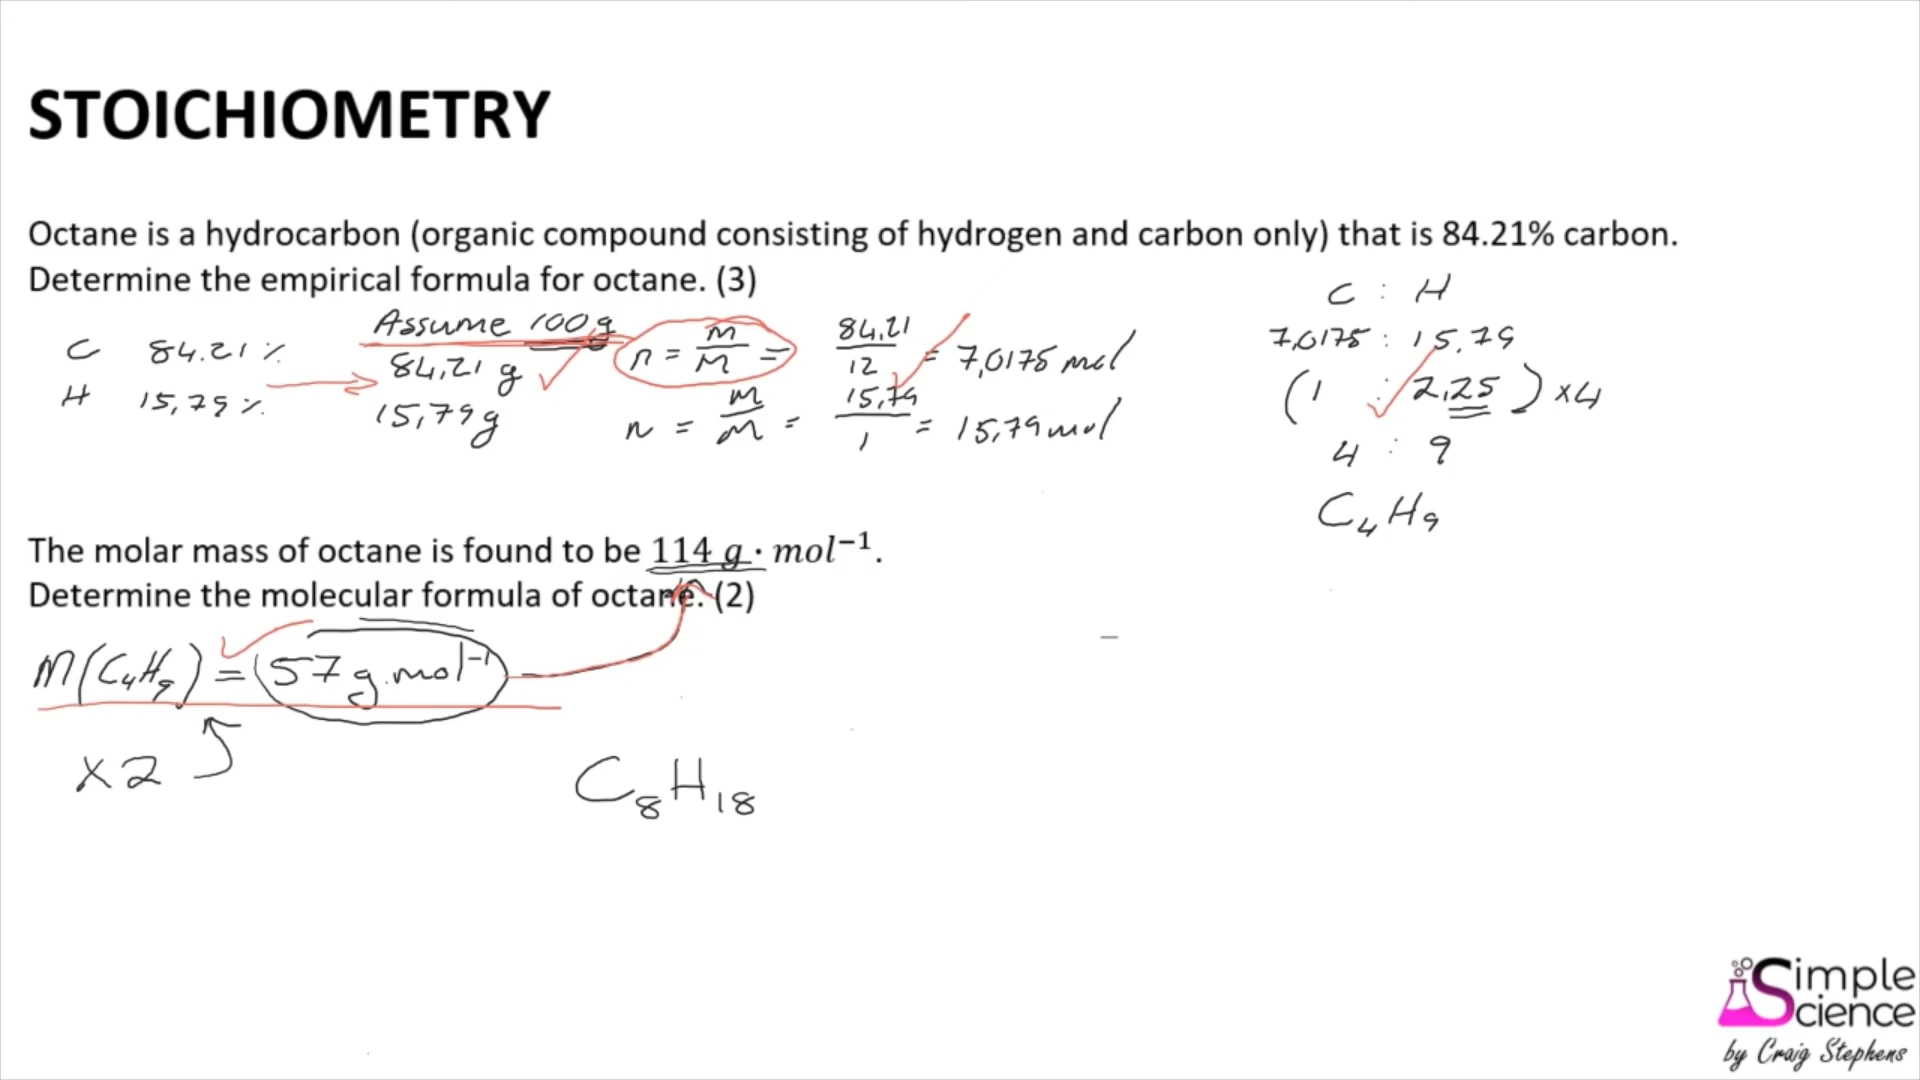 STOICHIOMETRY
Octane is a hydrocarbon (organic compound consisting of hydrogen and carbon only) that is 84.21% carbon.
Determine the empirical formula for octane. (3)
C : H
Assume 100g
7,0175 : 15.79
C 84.21% 84,21g n = m/M = 84,21/12 = 7,0175 mol
(1 : 2,25) ×4
H 15,79% 15,79g n = m/M = 15,79/1 = 15,79 mol
4 : 9
C₄H₉
The molar mass of octane is found to be 114 g · mol⁻¹.
Determine the molecular formula of octane. (2)
M(C₄H₉) = 57g.mol⁻¹
×2
C₈H₁₈
Simple
Science
by Craig Stephens